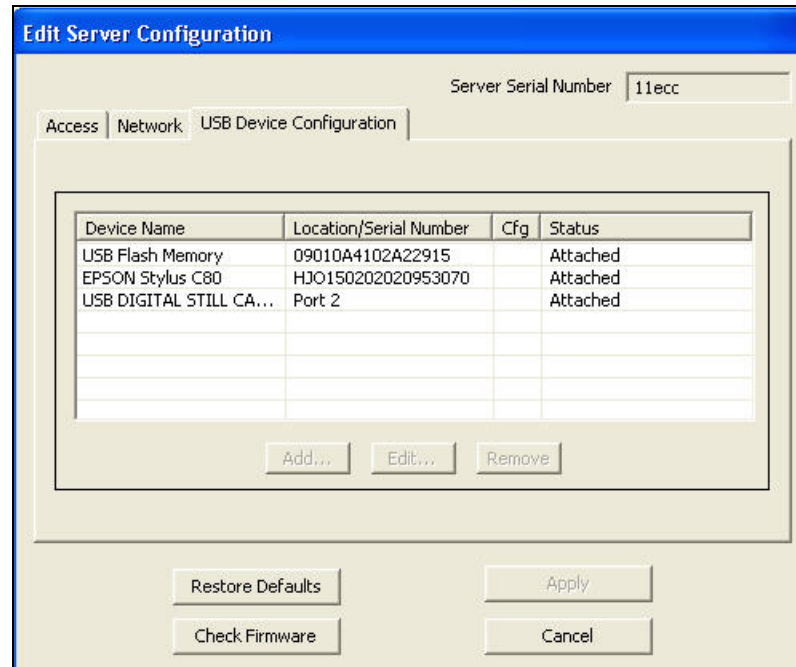 Edit Server Configuration
Server Serial Number 11ecc
Access Network USB Device Configuration
Device Name Location/Serial Number Cfg Status
USB Flash Memory 09010A4102A22915 Attached
EPSON Stylus C80 HJO150202020953070 Attached
USB DIGITAL STILL CA... Port 2 Attached
Add... Edit... Remove
Restore Defaults Apply
Check Firmware Cancel